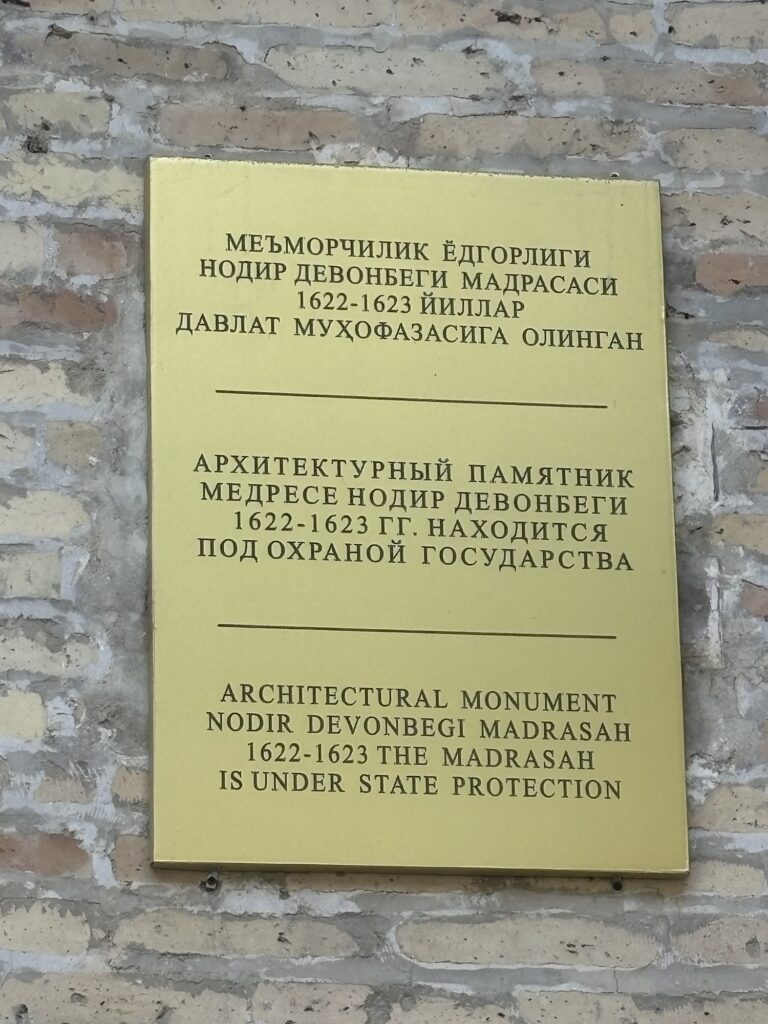 МЕЪМОРЧИЛИК ЁДГОРЛИГИ
НОДИР ДЕВОНБЕГИ МАДРАСАСИ
1622-1623 ЙИЛЛАР
ДАВЛАТ МУҲОФАЗАСИГА ОЛИНГАН
АРХИТЕКТУРНЫЙ ПАМЯТНИК
МЕДРЕСЕ НОДИР ДЕВОНБЕГИ
1622-1623 ГГ. НАХОДИТСЯ
ПОД ОХРАНОЙ ГОСУДАРСТВА
ARCHITECTURAL MONUMENT
NODIR DEVONBEGI MADRASAH
1622-1623 THE MADRASAH
IS UNDER STATE PROTECTION